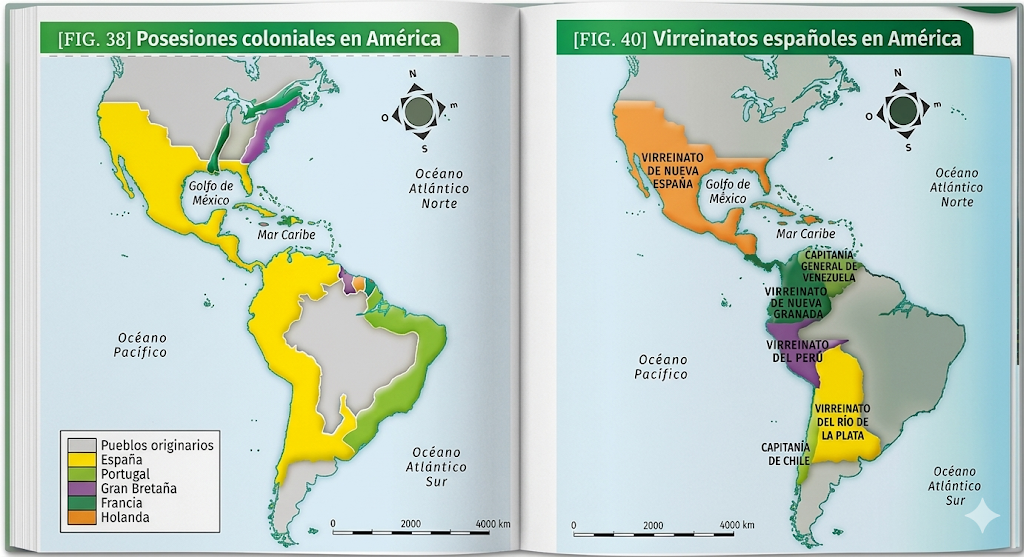 [FIG. 38] Posesiones coloniales en América
N
m
O
S
Golfo de
México
Océano
Atlántico
Norte
Mar Caribe
Océano
Pacífico
Pueblos originarios
España
Portugal
Gran Bretaña
Francia
Holanda
Océano
Atlántico
Sur
0 2000 4000 km
[FIG. 40] Virreinatos españoles en América
N
m
O
S
VIRREINATO
DE NUEVA
ESPAÑA
Golfo de
México
Océano
Atlántico
Norte
Mar Caribe
CAPITANÍA
GENERAL DE
VENEZUELA
VIRREINATO
DE NUEVA
GRANADA
VIRREINATO
DEL PERÚ
Océano
Pacífico
VIRREINATO
DEL RÍO DE
LA PLATA
CAPITANÍA
DE CHILE
Océano
Atlántico
Sur
0 2000 4000 km